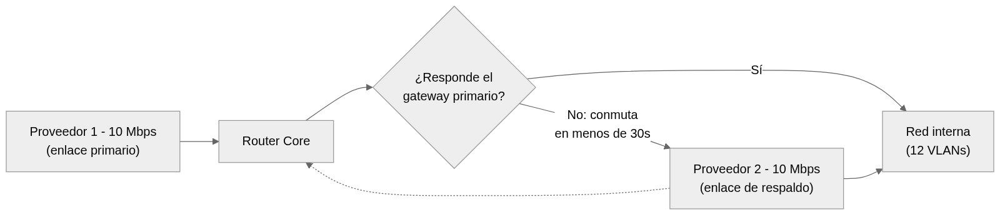 Proveedor 1 - 10 Mbps
(enlace primario)
Router Core
¿Responde el
gateway primario?
Sí
No: conmuta
en menos de 30s
Proveedor 2 - 10 Mbps
(enlace de respaldo)
Red interna
(12 VLANs)